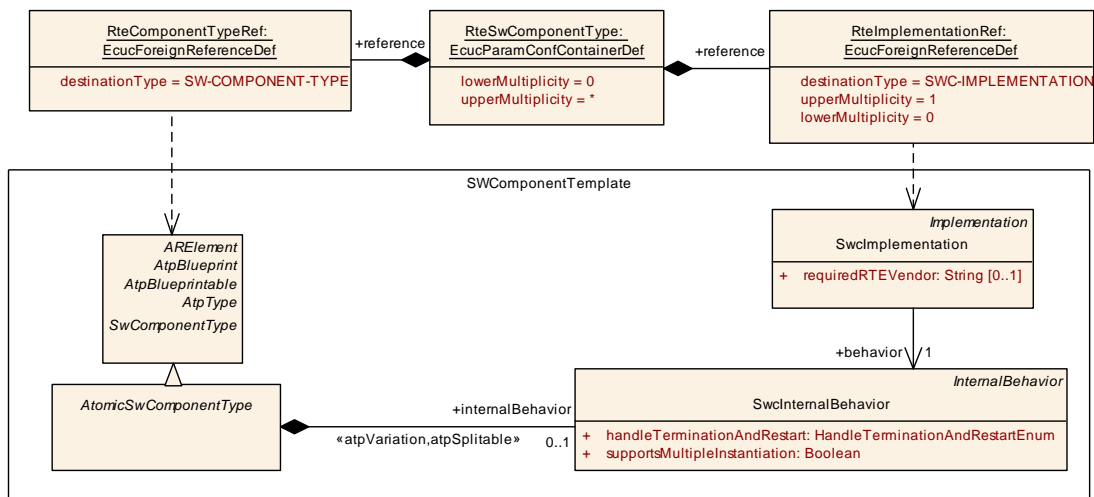 RteComponentTypeRef:
EcucForeignReferenceDef
destinationType = SW-COMPONENT-TYPE
+reference
RteSwComponentType:
EcucParamConfContainerDef
lowerMultiplicity = 0
upperMultiplicity = *
+reference
RteImplementationRef:
EcucForeignReferenceDef
destinationType = SWC-IMPLEMENTATION
upperMultiplicity = 1
lowerMultiplicity = 0
SWComponentTemplate
ARElement
AtpBlueprint
AtpBlueprintable
AtpType
SwComponentType
Implementation
SwcImplementation
+ requiredRTEVendor: String [0..1]
+behavior 1
AtomicSwComponentType
+internalBehavior
«atpVariation,atpSplitable» 0..1
InternalBehavior
SwcInternalBehavior
+ handleTerminationAndRestart: HandleTerminationAndRestartEnum
+ supportsMultipleInstantiation: Boolean